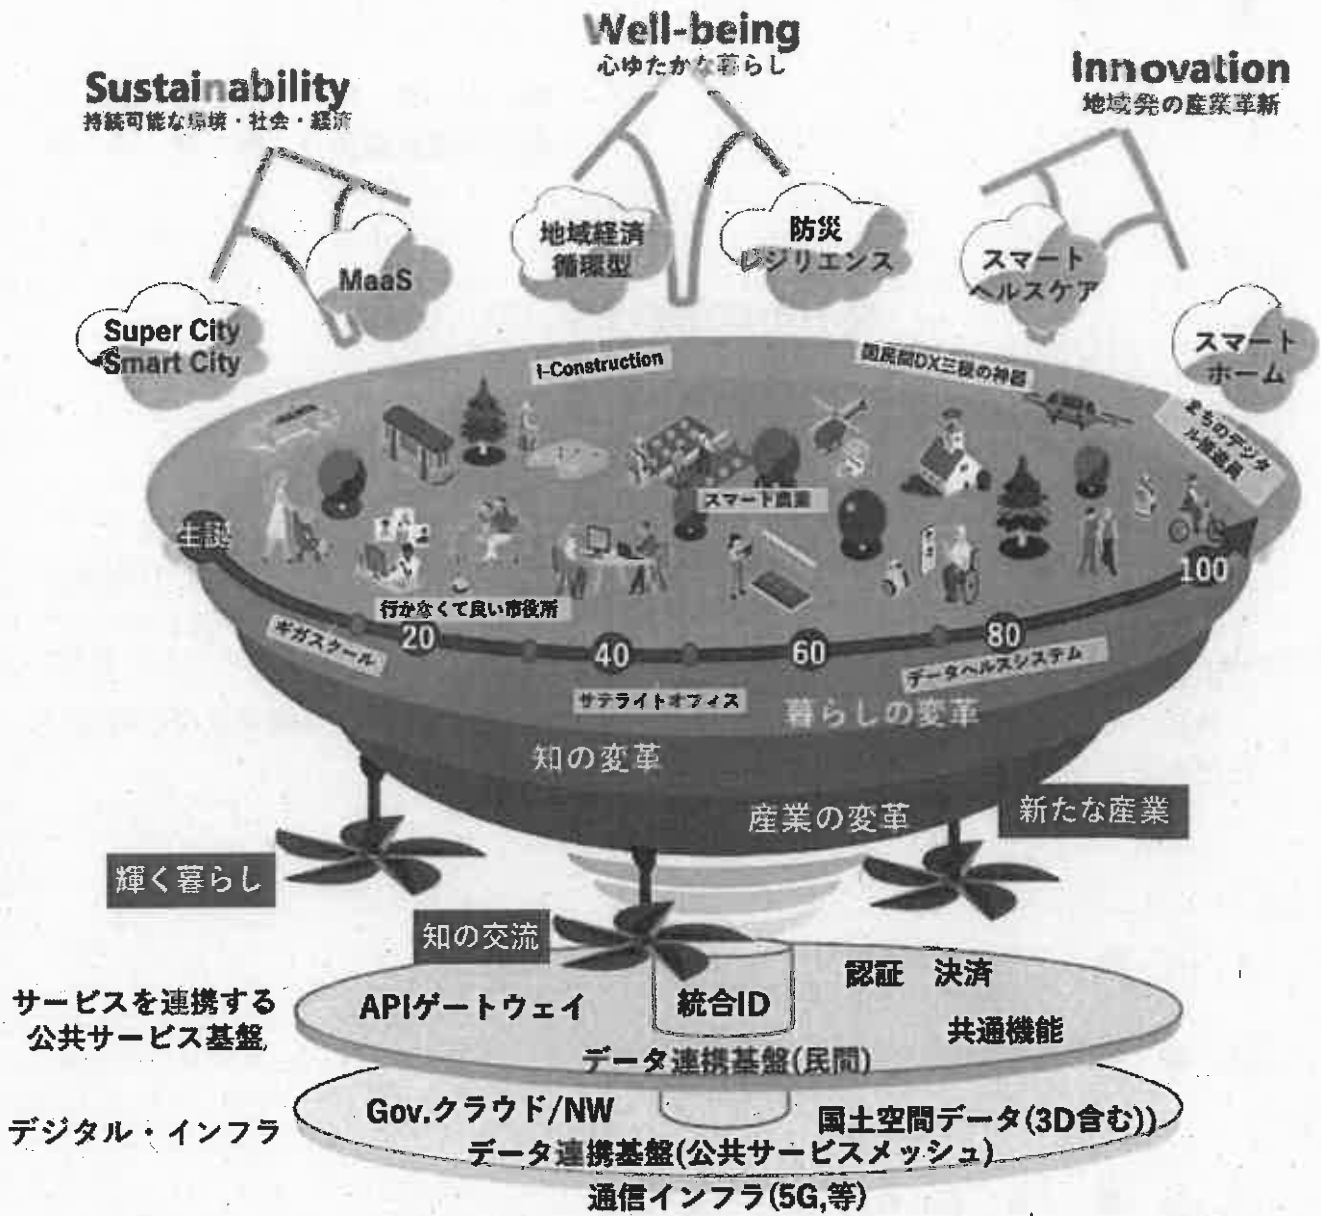 Well-being
心ゆたかな暮らし
Sustainability
持続可能な環境・社会・経済
Innovation
地域発の産業革新
地域経済
循環型
防災
レジリエンス
スマート
ヘルスケア
MaaS
Super City
Smart City
スマート
ホーム
i-Construction
国民間DX三種の神器
まちのデジタ
ル推進員
スマート農業
生誕
100
行かなくて良い市役所
20
40
60
80
ギガスクール
データヘルスシステム
サテライトオフィス
暮らしの変革
知の変革
産業の変革
新たな産業
輝く暮らし
知の交流
サービスを連携する
公共サービス基盤
APIゲートウェイ
統合ID
認証 決済
共通機能
データ連携基盤(民間)
デジタル・インフラ
Gov.クラウド/NW
国土空間データ(3D含む))
データ連携基盤(公共サービスメッシュ)
通信インフラ(5G,等)